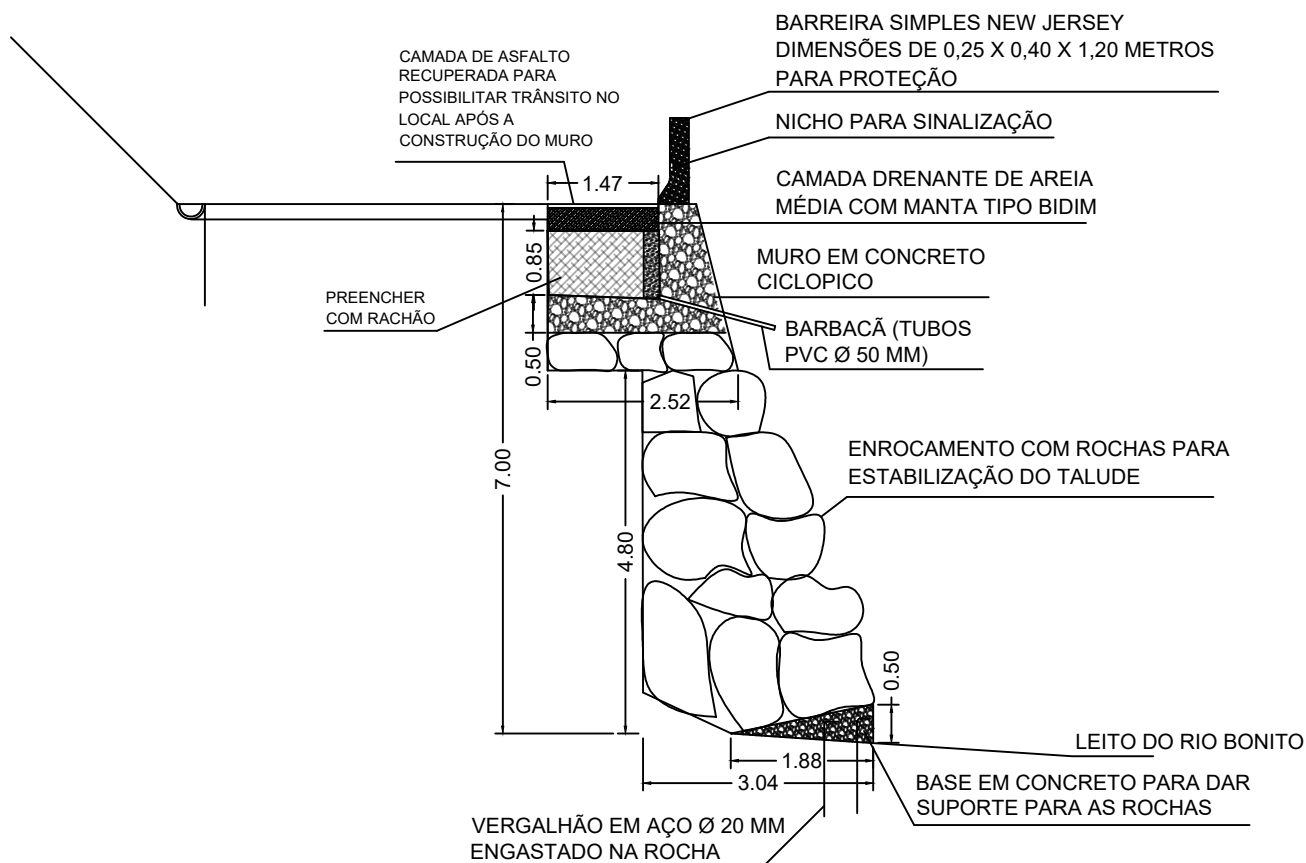 BARREIRA SIMPLES NEW JERSEY
DIMENSÕES DE 0,25 X 0,40 X 1,20 METROS
PARA PROTEÇÃO
CAMADA DE ASFALTO
RECUPERADA PARA
POSSIBILITAR TRÂNSITO NO
LOCAL APÓS A
CONSTRUÇÃO DO MURO
NICHO PARA SINALIZAÇÃO
1.47
CAMADA DRENANTE DE AREIA
MÉDIA COM MANTA TIPO BIDIM
0.85
MURO EM CONCRETO
CICLOPICO
PREENCHER
COM RACHÃO
BARBACÃ (TUBOS
PVC Ø 50 MM)
0.50
2.52
7.00
ENROCAMENTO COM ROCHAS PARA
ESTABILIZAÇÃO DO TALUDE
4.80
0.50
LEITO DO RIO BONITO
1.88
3.04
BASE EM CONCRETO PARA DAR
SUPORTE PARA AS ROCHAS
VERGALHÃO EM AÇO Ø 20 MM
ENGASTADO NA ROCHA